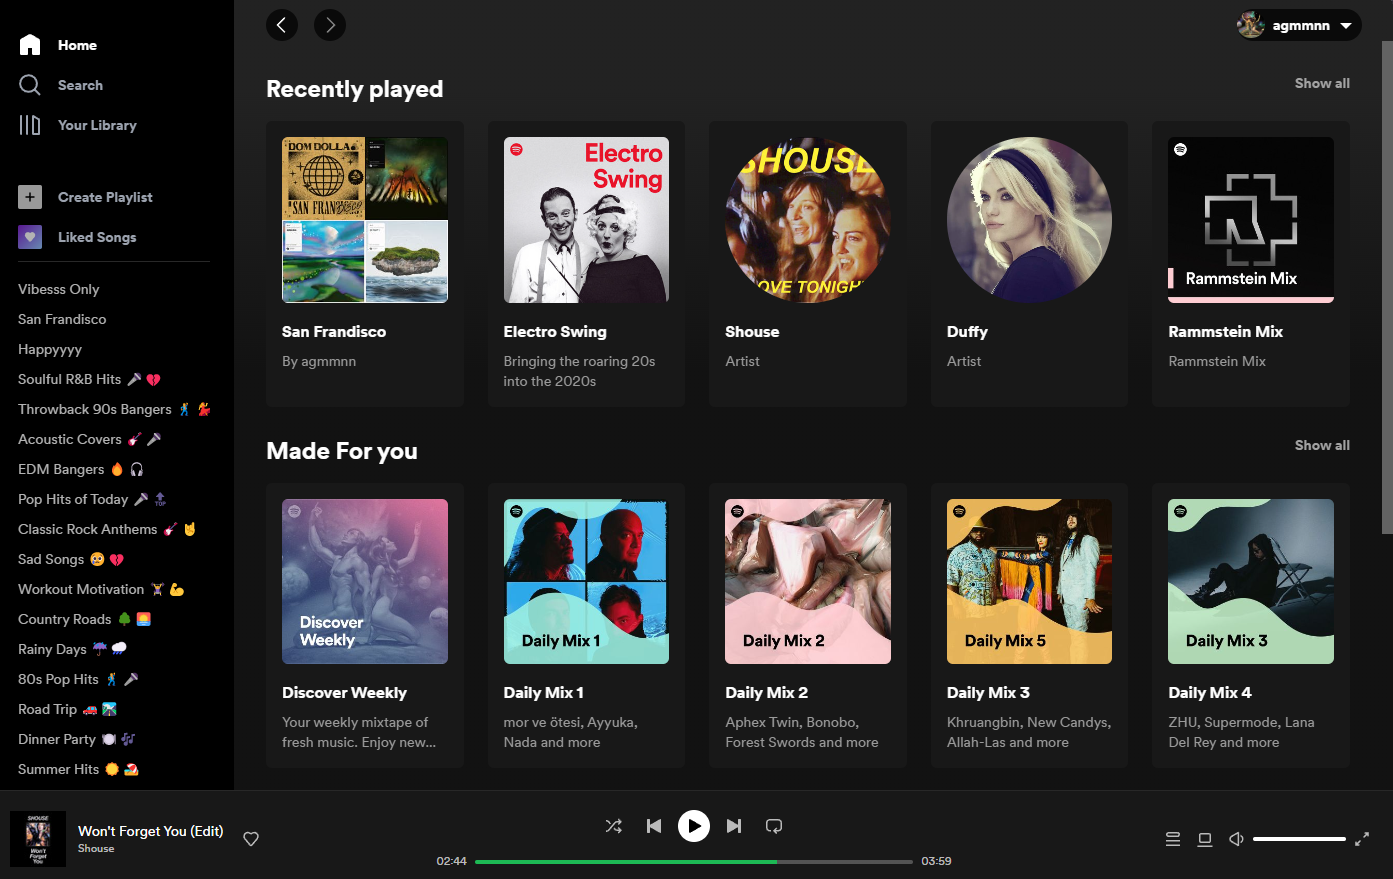 Home
Search
Your Library
Create Playlist
Liked Songs
Vibesss Only
San Frandisco
Happyyyy
Soulful R&B Hits 🎤 💔
Throwback 90s Bangers 🕺 💃
Acoustic Covers 🎸 🎤
EDM Bangers 🔥 🎧
Pop Hits of Today 🎤 🔝
Classic Rock Anthems 🎸 🤘
Sad Songs 😢 💔
Workout Motivation 🏋️ 💪
Country Roads 🌳 🌅
Rainy Days ☔ 🌧️
80s Pop Hits 🕺 🎤
Road Trip 🚗 🛣️
Dinner Party 🍽️ 🎶
Summer Hits ☀️ 🏖️
agmmnn
Recently played
Show all
DOM DOLLA
SAN FRANDISCO
Electro
Swing
SHOUSE
LOVE TONIGHT
Rammstein Mix
San Frandisco
Electro Swing
Shouse
Duffy
Rammstein Mix
By agmmnn
Bringing the roaring 20s
into the 2020s
Artist
Artist
Rammstein Mix
Made For you
Show all
Discover
Weekly
Daily Mix 1
Daily Mix 2
Daily Mix 5
Daily Mix 3
Discover Weekly
Daily Mix 1
Daily Mix 2
Daily Mix 3
Daily Mix 4
Your weekly mixtape of
fresh music. Enjoy new...
mor ve ötesi, Ayyuka,
Nada and more
Aphex Twin, Bonobo,
Forest Swords and more
Khruangbin, New Candys,
Allah-Las and more
ZHU, Supermode, Lana
Del Rey and more
SHOUSE
Won't
Forget
You
Won't Forget You (Edit)
Shouse
02:44
03:59